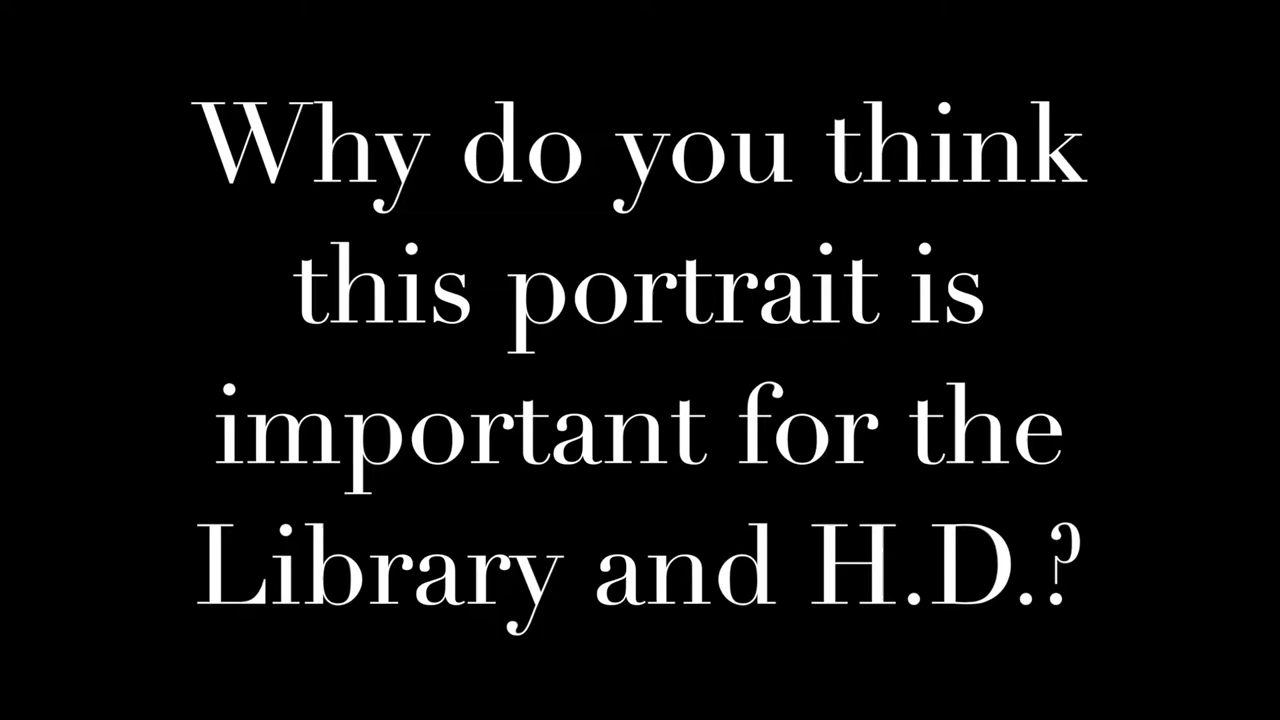 Why do you think
this portrait is
important for the
Library and H.D.?